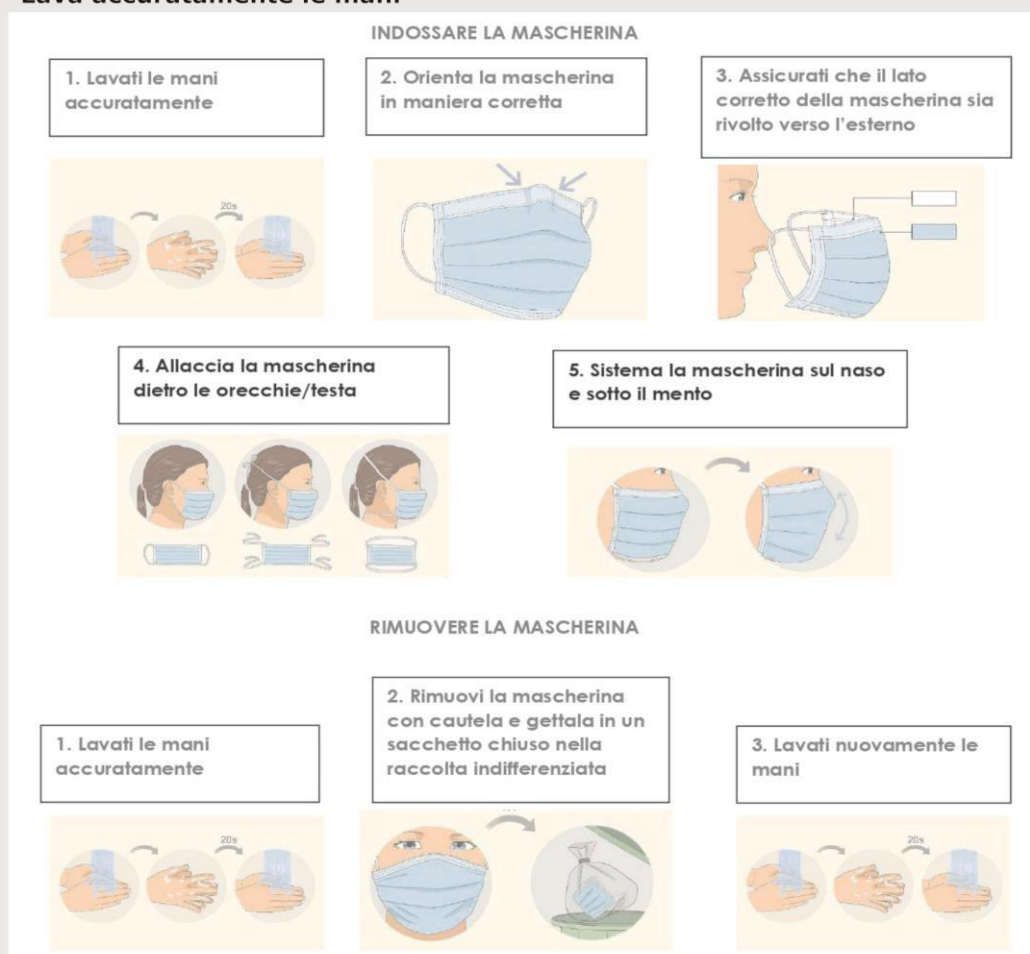 INDOSSARE LA MASCHERINA
1. Lavati le mani
accuratamente
2. Orienta la mascherina
in maniera corretta
3. Assicurati che il lato
corretto della mascherina sia
rivolto verso l'esterno
20s
4. Allaccia la mascherina
dietro le orecchie/testa
5. Sistema la mascherina sul naso
e sotto il mento
RIMUOVERE LA MASCHERINA
1. Lavati le mani
accuratamente
2. Rimuovi la mascherina
con cautela e gettala in un
sacchetto chiuso nella
raccolta indifferenziata
3. Lavati nuovamente le
mani
20s
20s